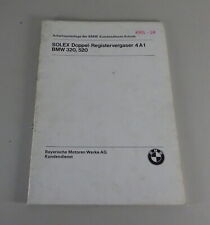 Arbeitsunterlage der BMW Kundendienst-Schule
SOLEX Doppel-Registervergaser 4 A1
BMW 320, 520
Bayerische Motoren Werke AG
Kundendienst